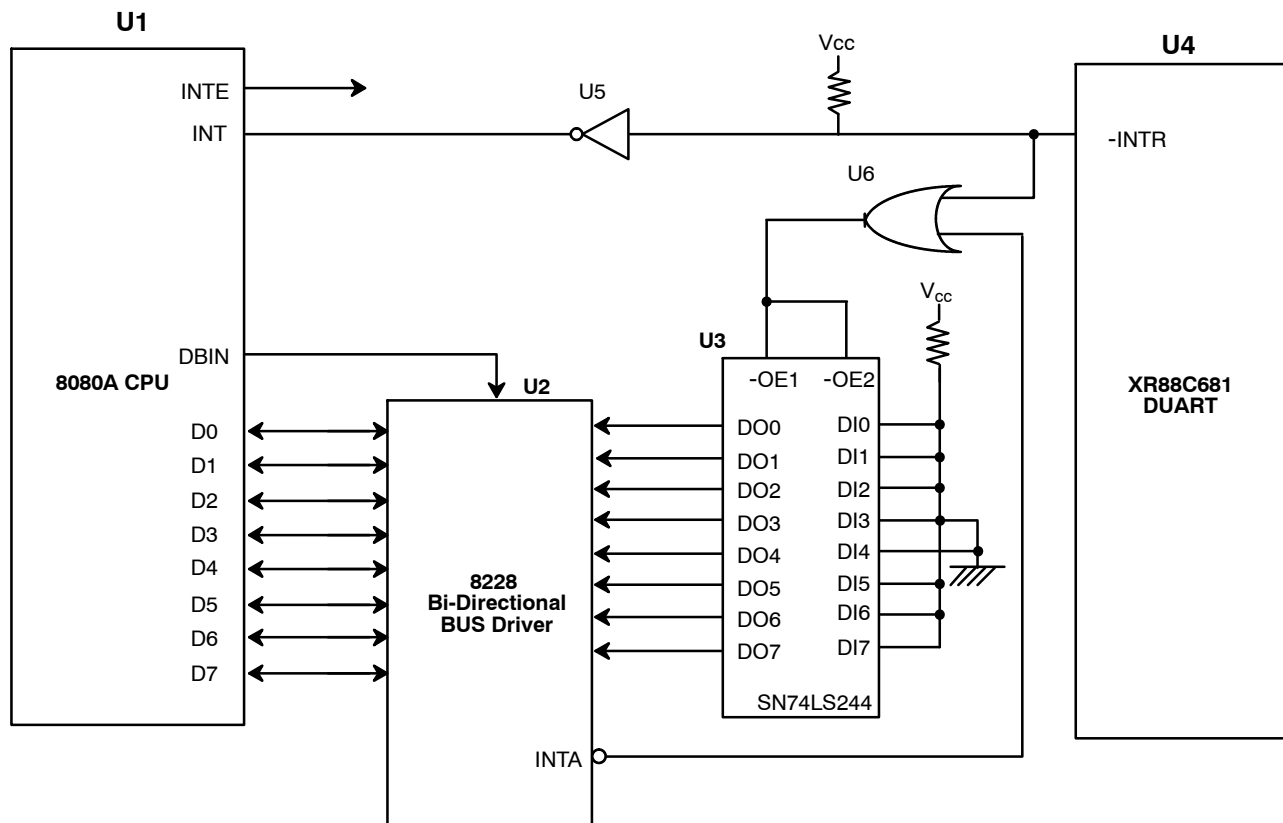 U1
U4
Vcc
INTE
U5
INT
-INTR
U6
Vcc
DBIN
U3
8080A CPU
U2
-OE1 -OE2
XR88C681
DUART
D0
D1
D2
D3
D4
D5
D6
D7
8228
Bi-Directional
BUS Driver
DO0 DI0
DO1 DI1
DO2 DI2
DO3 DI3
DO4 DI4
DO5 DI5
DO6 DI6
DO7 DI7
SN74LS244
INTA